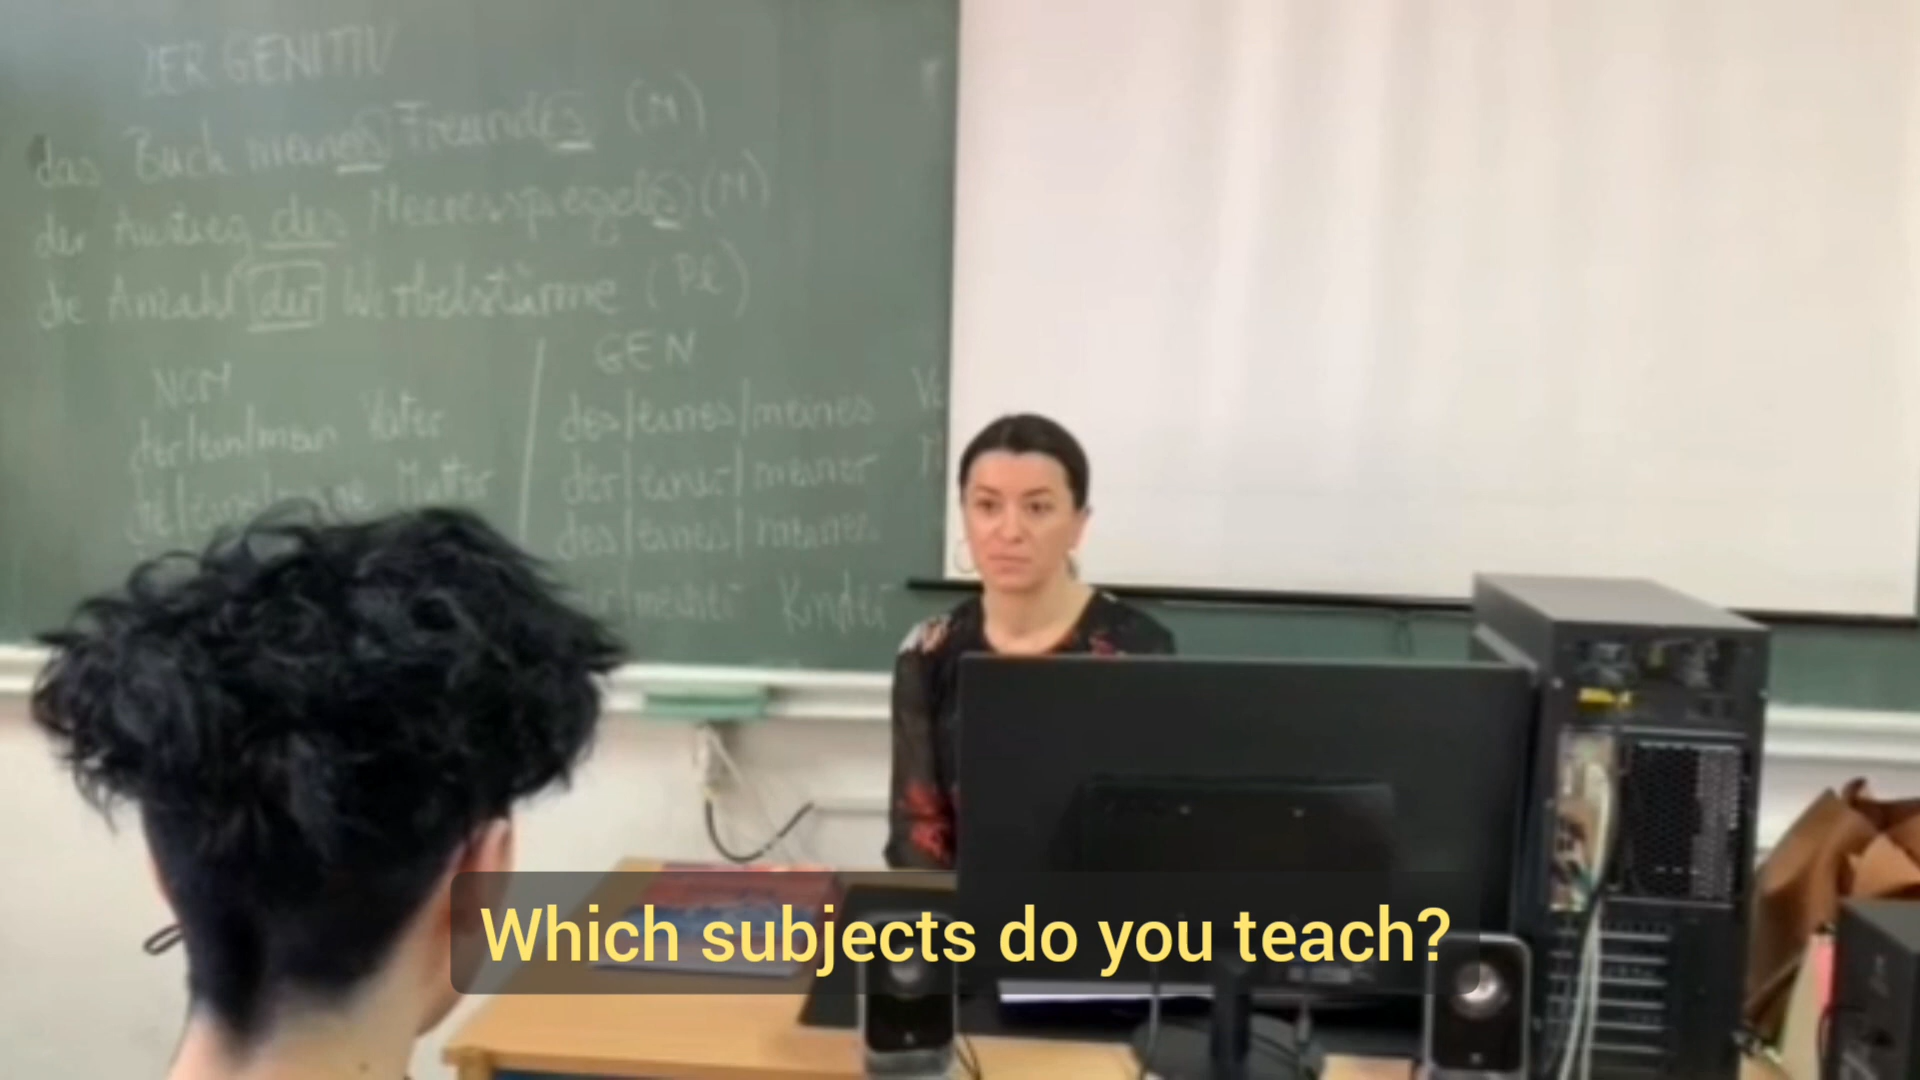 DER GENITIV
das Buch meines Freundes (M)
der Anstieg des Meeresspiegels (M)
die Anzahl der Wirbelstürme (Pl)
NOM
GEN
der/ein/mein Vater
des/eines/meines
Mutter
der/einer/meiner
des/eines/meines
Kinder
Which subjects do you teach?